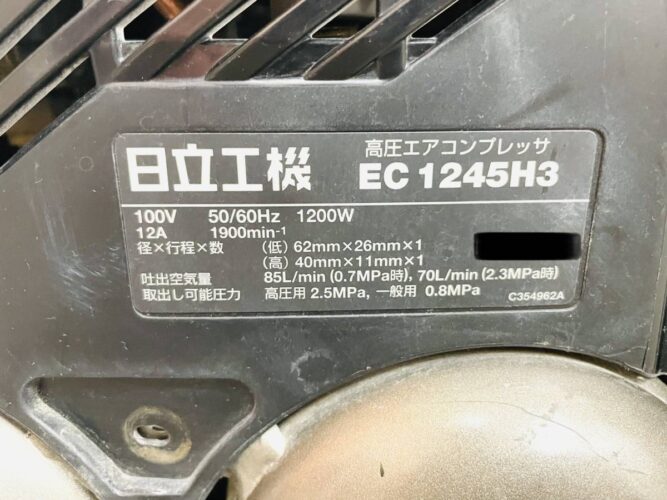 日立工機
高圧エアコンプレッサ
EC 1245H3
100V 50/60Hz 1200W
12A 1900min-1
径×行程×数 (低) 62mm×26mm×1
(高) 40mm×11mm×1
吐出空気量 85L/min (0.7MPa時), 70L/min (2.3MPa時)
取出し可能圧力 高圧用 2.5MPa, 一般用 0.8MPa
C354962A